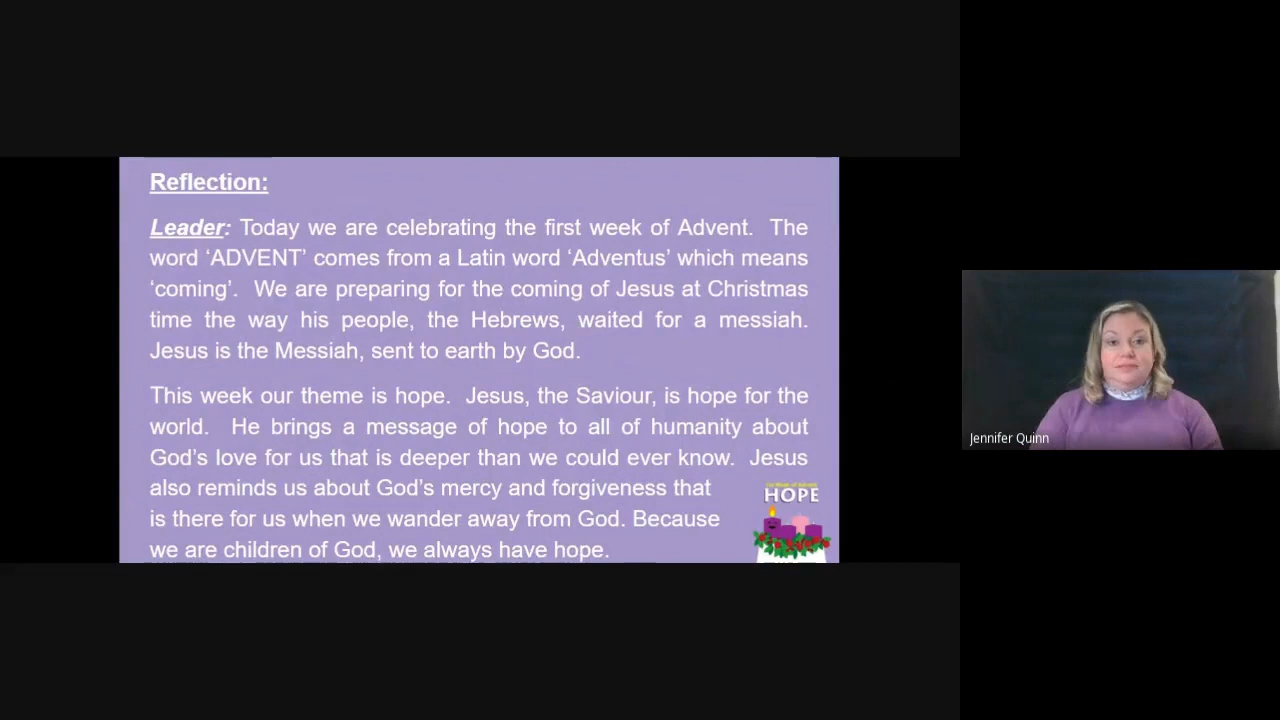 Reflection:
Leader: Today we are celebrating the first week of Advent. The
word ‘ADVENT’ comes from a Latin word ‘Adventus’ which means
‘coming’. We are preparing for the coming of Jesus at Christmas
time the way his people, the Hebrews, waited for a messiah.
Jesus is the Messiah, sent to earth by God.
This week our theme is hope. Jesus, the Saviour, is hope for the
world. He brings a message of hope to all of humanity about
God’s love for us that is deeper than we could ever know. Jesus
also reminds us about God’s mercy and forgiveness that
is there for us when we wander away from God. Because
we are children of God, we always have hope.
1st Week of Advent
HOPE
Jennifer Quinn